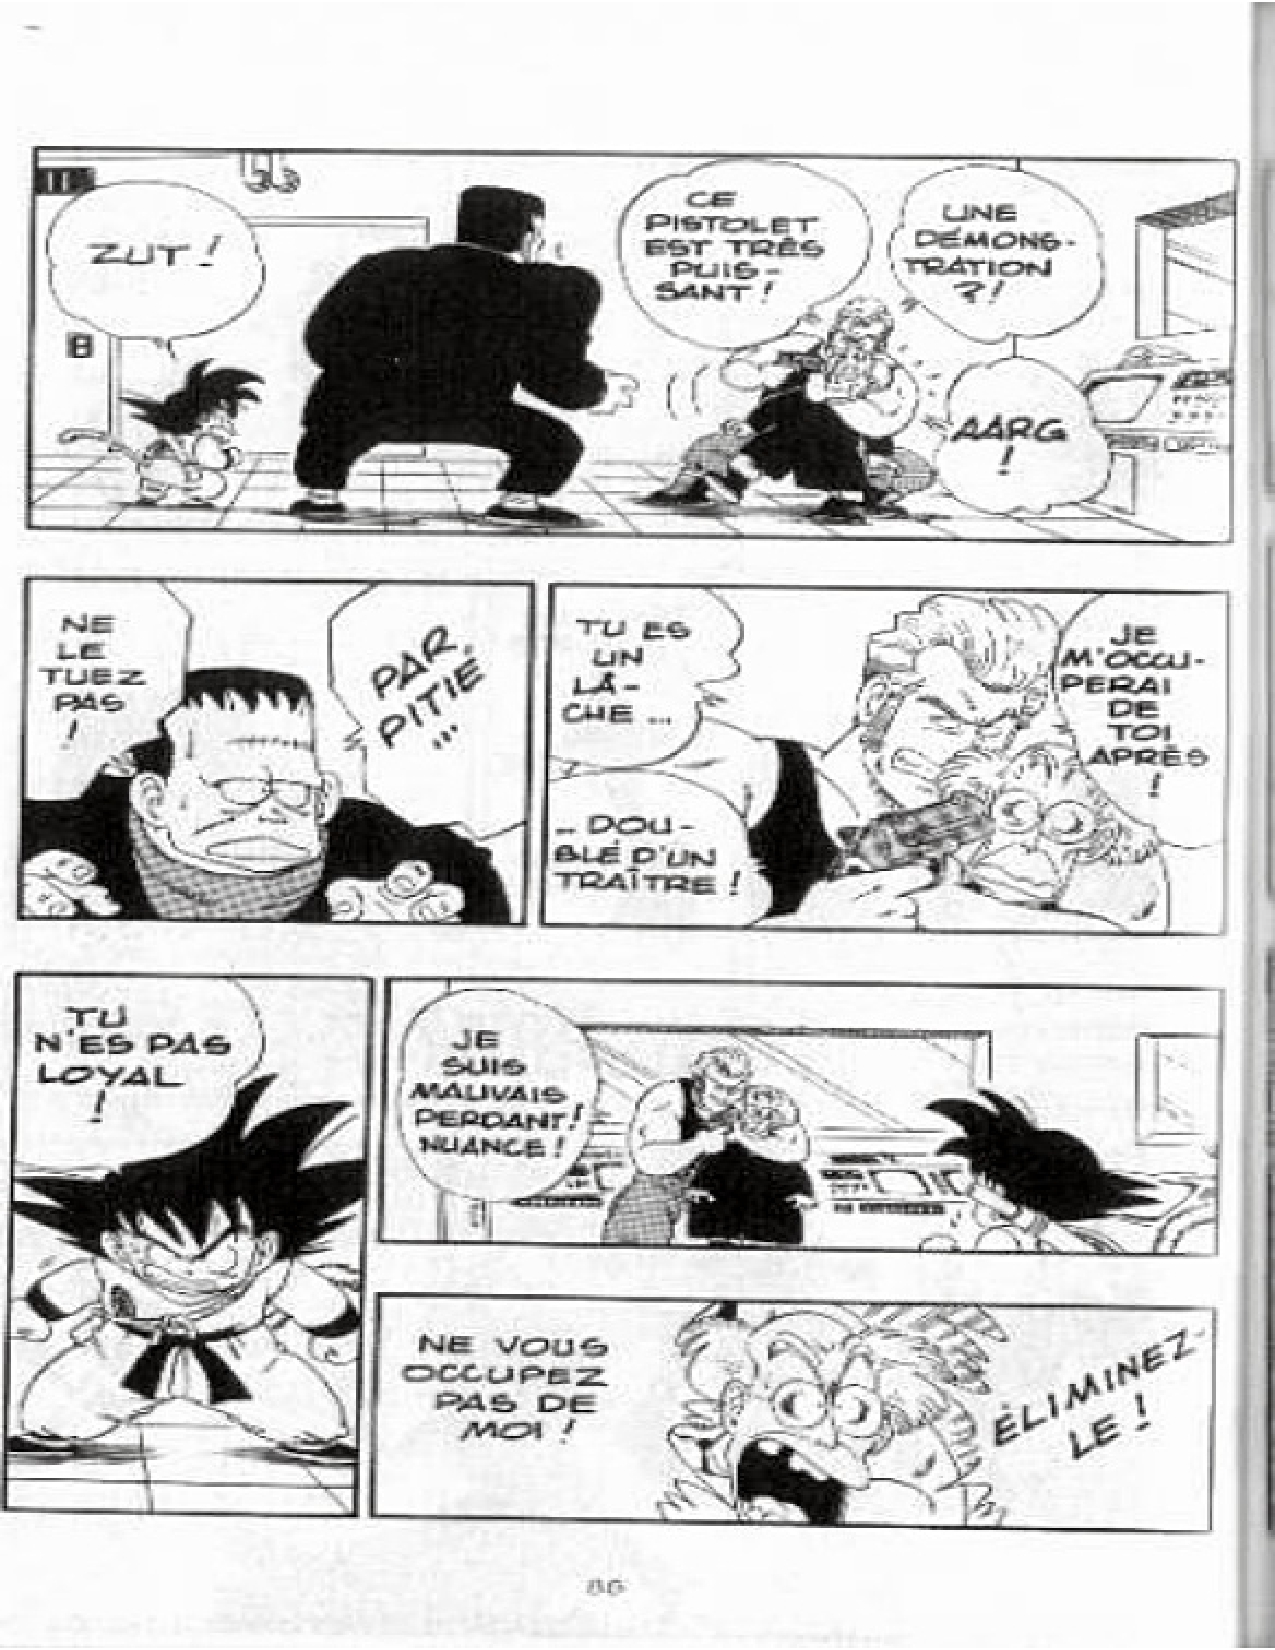 ZUT !
CE
PISTOLET
EST TRÈS
PUIS-
SANT !
UNE
DÉMONS-
TRATION
?!
AARG
!
NE
LE
TUEZ
PAS
!
PAR
PITIÉ
...
TU ES
UN
LÂ-
CHE ...
... DOU-
BLÉ D'UN
TRAÎTRE !
JE
M'OCCU-
PERAI
DE
TOI
APRÈS
!
TU
N'ES PAS
LOYAL
!
JE
SUIS
MAUVAIS
PERDANT !
NUANCE !
NE VOUS
OCCUPEZ
PAS DE
MOI !
ÉLIMINEZ-
LE !